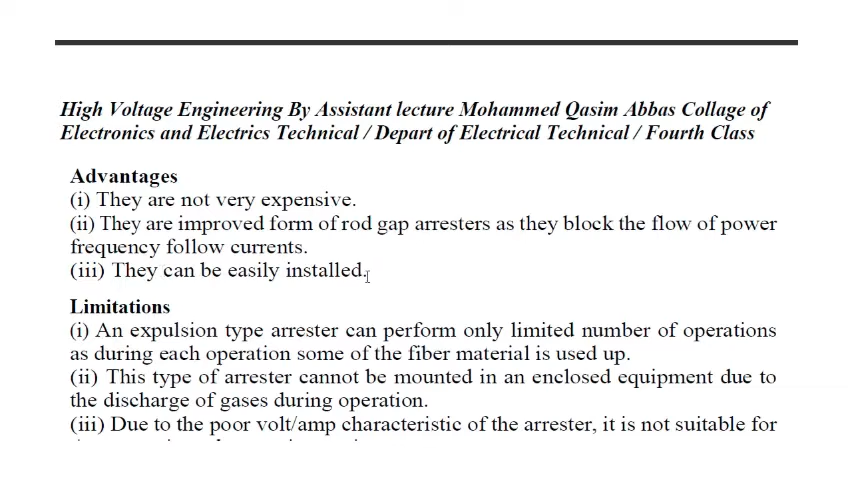 High Voltage Engineering By Assistant lecture Mohammed Qasim Abbas Collage of
Electronics and Electrics Technical / Depart of Electrical Technical / Fourth Class
Advantages
(i) They are not very expensive.
(ii) They are improved form of rod gap arresters as they block the flow of power
frequency follow currents.
(iii) They can be easily installed.
Limitations
(i) An expulsion type arrester can perform only limited number of operations
as during each operation some of the fiber material is used up.
(ii) This type of arrester cannot be mounted in an enclosed equipment due to
the discharge of gases during operation.
(iii) Due to the poor volt/amp characteristic of the arrester, it is not suitable for